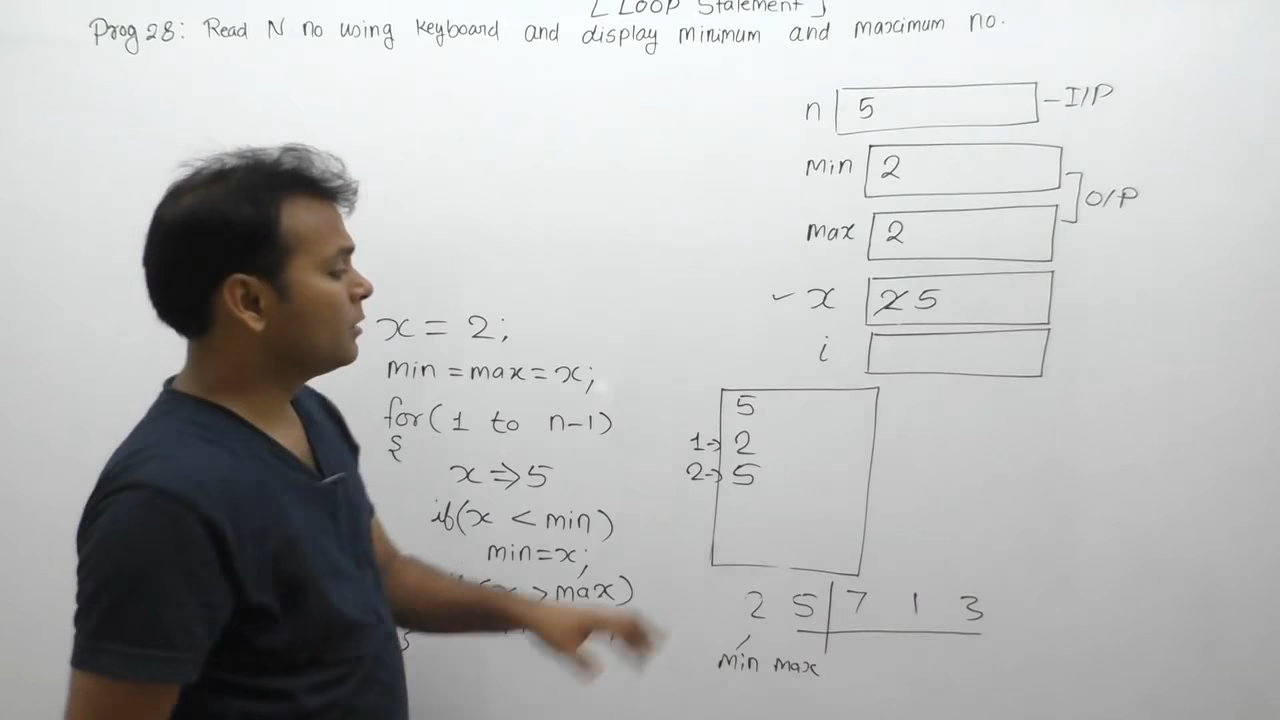 [ LOOP Statement ]
Prog 28: Read N no using keyboard and display minimum and maximum no.
n 5 -I/P
min 2
O/P
max 2
x 2 5
i
x = 2;
min = max = x;
for( 1 to n-1)
{
x => 5
if(x < min)
min=x;
x > max)
}
5
1-> 2
2-> 5
2 5 7 1 3
min max